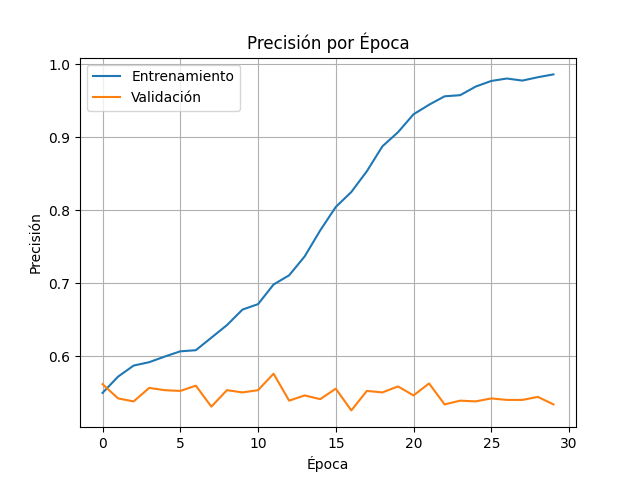 Precisión por Época
1.0
Entrenamiento
Validación
0.9
0.8
Precisión
0.7
0.6
0
5
10
15
20
25
30
Época